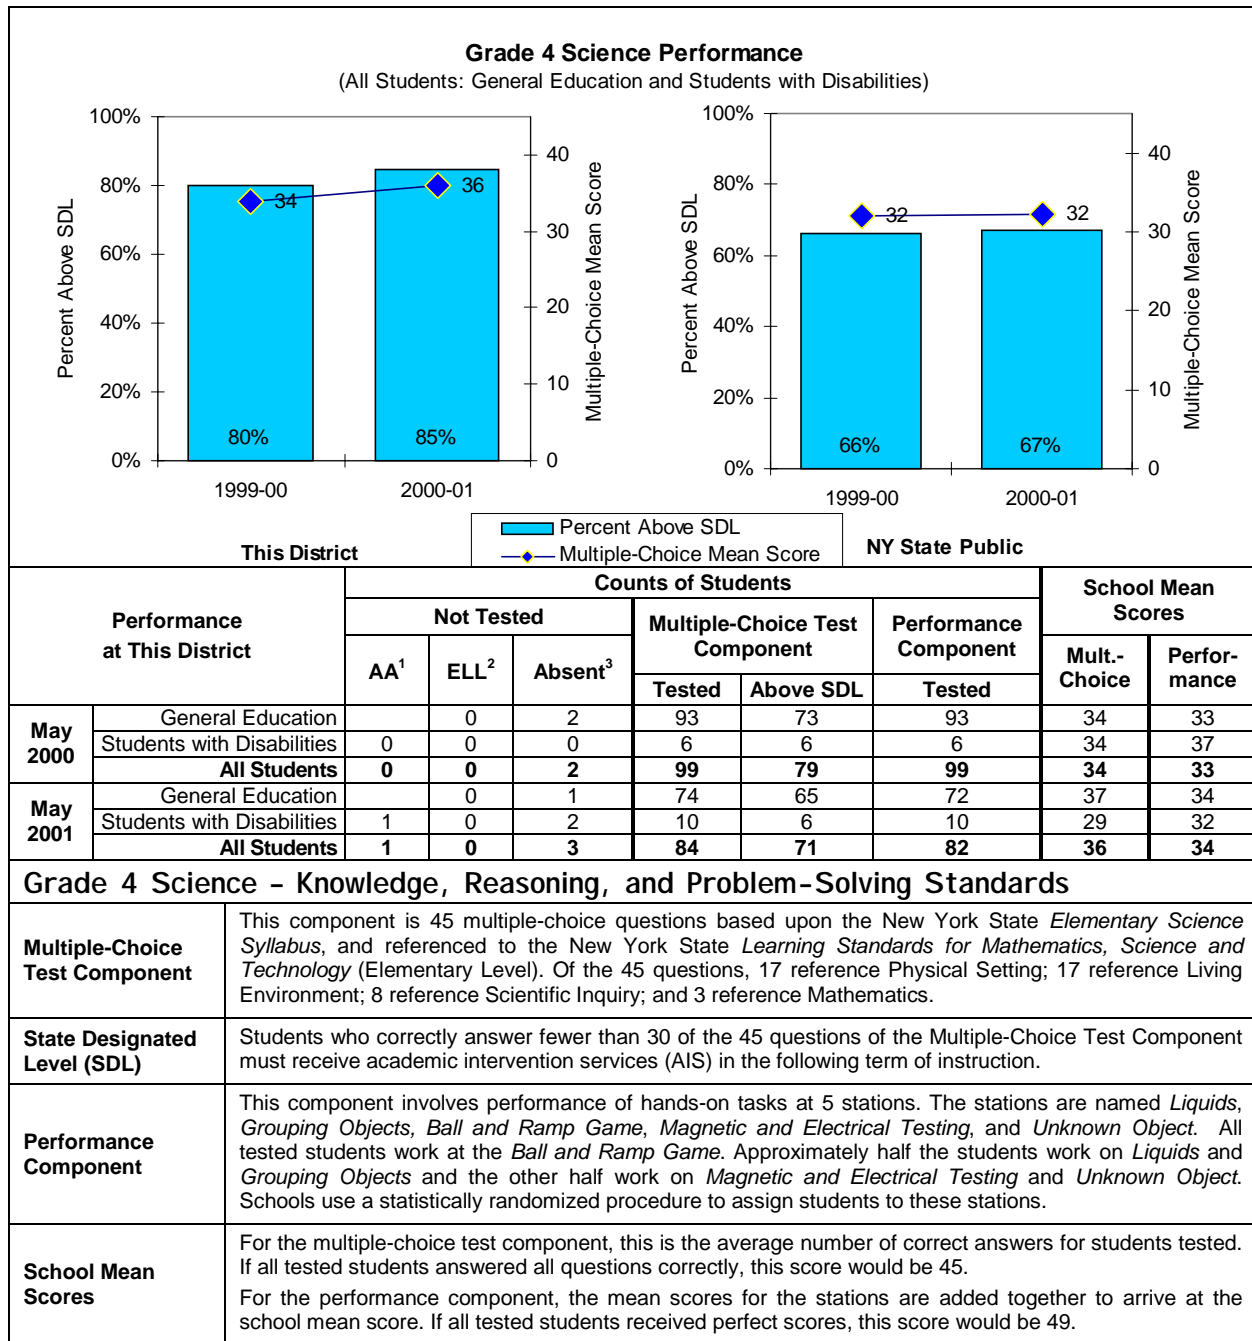 Grade 4 Science Performance
(All Students: General Education and Students with Disabilities)
100%
80%
60%
40%
20%
0%
Percent Above SDL
34
36
80%
85%
1999-00
2000-01
40
30
20
10
0
Multiple-Choice Mean Score
This District
100%
80%
60%
40%
20%
0%
Percent Above SDL
32
32
66%
67%
1999-00
2000-01
40
30
20
10
0
Multiple-Choice Mean Score
NY State Public
Percent Above SDL
Multiple-Choice Mean Score
Performance
at This District
Counts of Students
School Mean
Scores
Not Tested
Multiple-Choice Test
Component
Performance
Component
AA¹ ELL² Absent³
Tested Above SDL Tested
Mult.-
Choice
Perfor-
mance
May
2000
General Education 0 2 93 73 93 34 33
Students with Disabilities 0 0 0 6 6 6 34 37
All Students 0 0 2 99 79 99 34 33
May
2001
General Education 0 1 74 65 72 37 34
Students with Disabilities 1 0 2 10 6 10 29 32
All Students 1 0 3 84 71 82 36 34
Grade 4 Science – Knowledge, Reasoning, and Problem-Solving Standards
Multiple-Choice
Test Component
This component is 45 multiple-choice questions based upon the New York State Elementary Science
Syllabus, and referenced to the New York State Learning Standards for Mathematics, Science and
Technology (Elementary Level). Of the 45 questions, 17 reference Physical Setting; 17 reference Living
Environment; 8 reference Scientific Inquiry; and 3 reference Mathematics.
State Designated
Level (SDL)
Students who correctly answer fewer than 30 of the 45 questions of the Multiple-Choice Test Component
must receive academic intervention services (AIS) in the following term of instruction.
Performance
Component
This component involves performance of hands-on tasks at 5 stations. The stations are named Liquids,
Grouping Objects, Ball and Ramp Game, Magnetic and Electrical Testing, and Unknown Object. All
tested students work at the Ball and Ramp Game. Approximately half the students work on Liquids and
Grouping Objects and the other half work on Magnetic and Electrical Testing and Unknown Object.
Schools use a statistically randomized procedure to assign students to these stations.
School Mean
Scores
For the multiple-choice test component, this is the average number of correct answers for students tested.
If all tested students answered all questions correctly, this score would be 45.
For the performance component, the mean scores for the stations are added together to arrive at the
school mean score. If all tested students received perfect scores, this score would be 49.